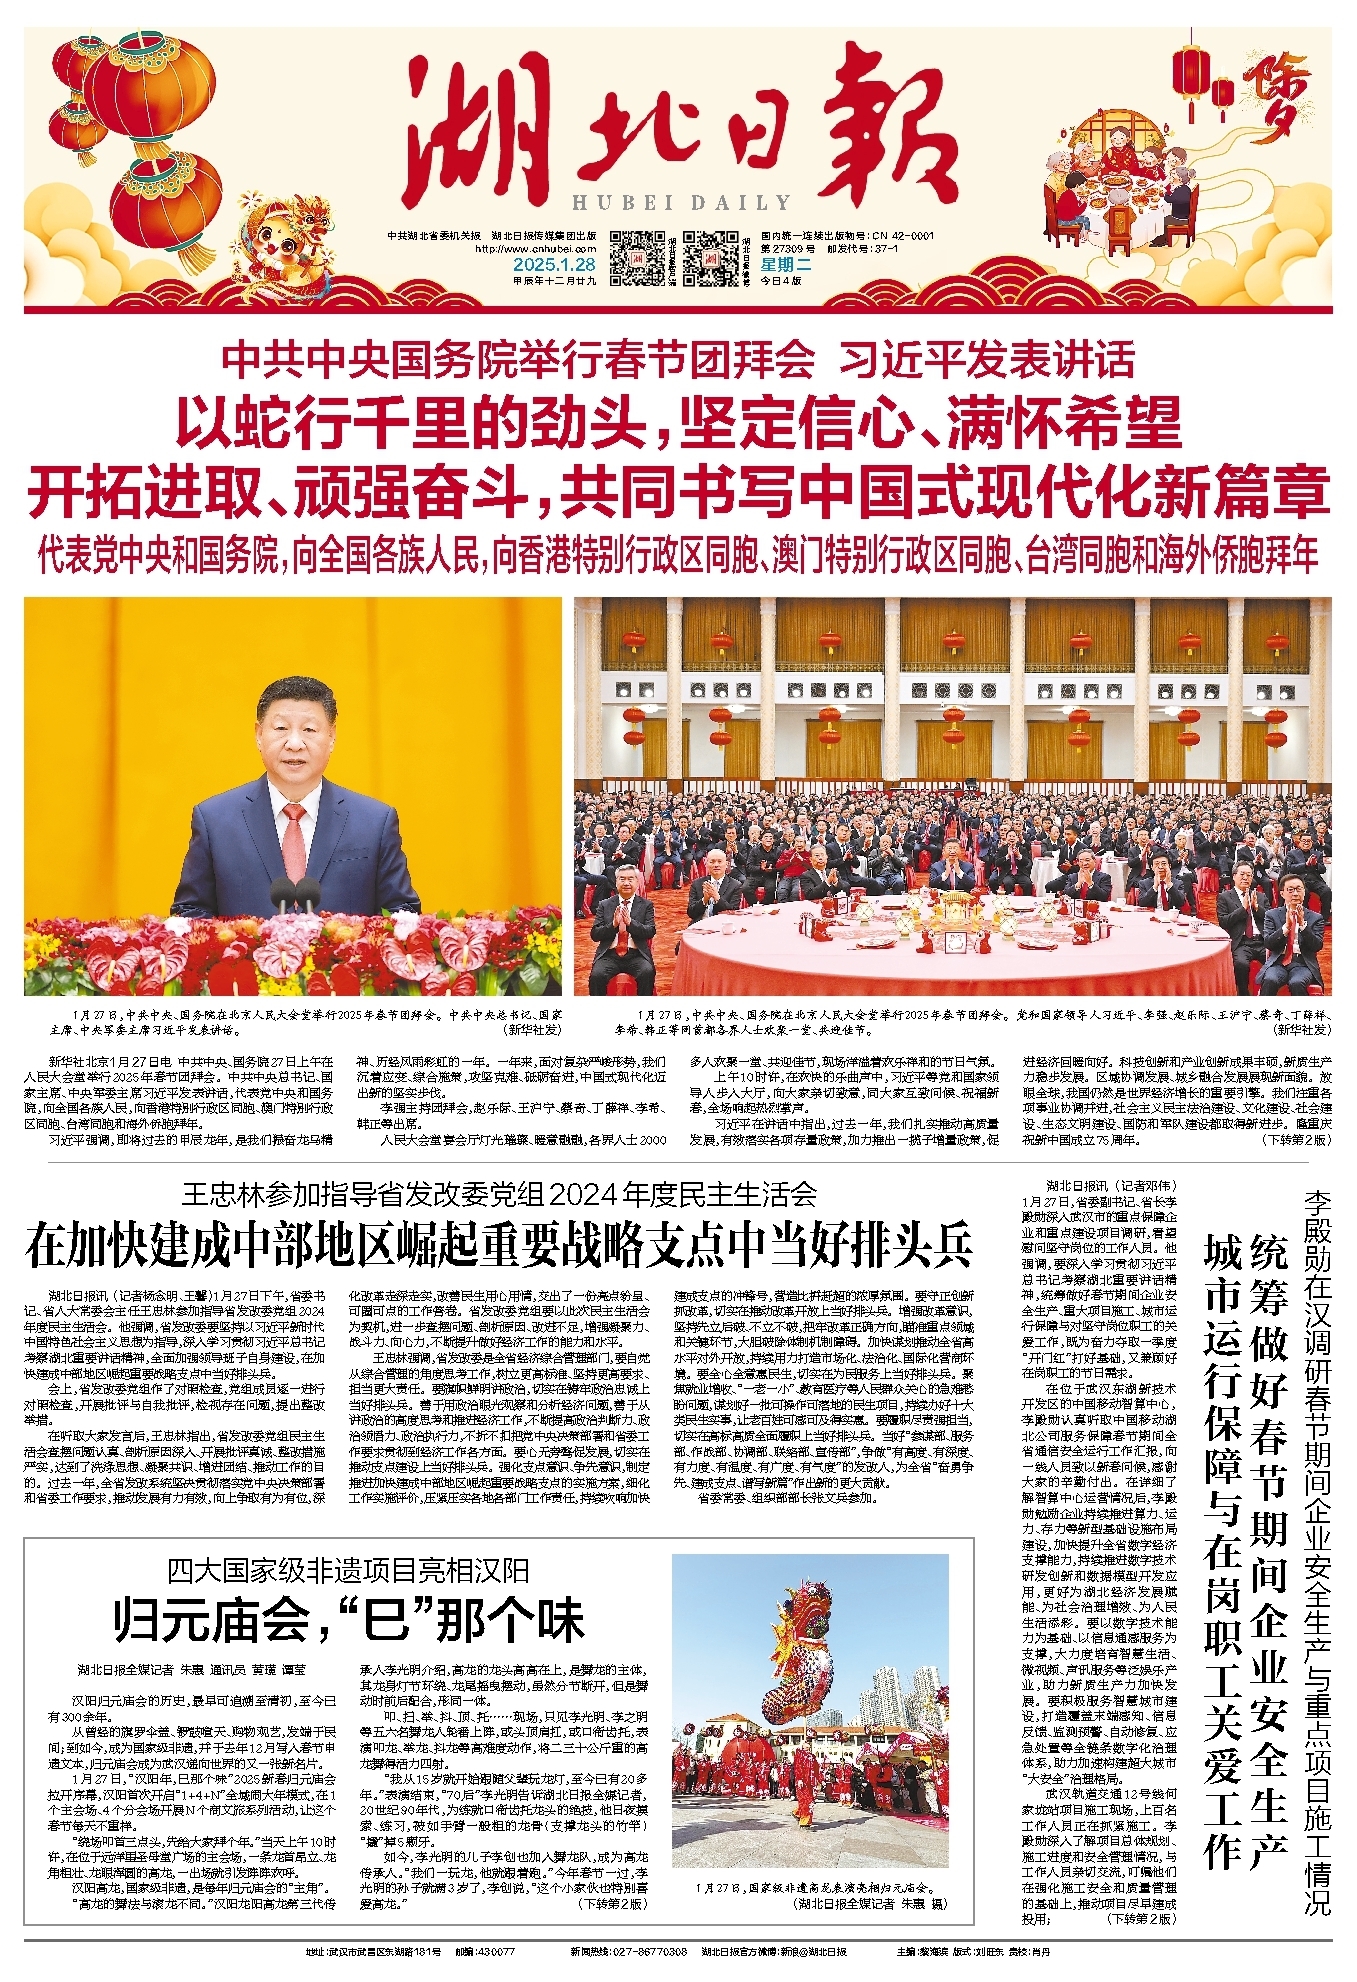 湖北日報
HUBEI DAILY
除夕
中共湖北省委机关报 湖北日报传媒集团出版
http://www.cnhubei.com
2025.1.28
甲辰年十二月廿九
国内统一连续出版物号：CN 42-0001
第27309号 邮发代号：37-1
星期二
今日4版
中共中央国务院举行春节团拜会 习近平发表讲话
以蛇行千里的劲头，坚定信心、满怀希望
开拓进取、顽强奋斗，共同书写中国式现代化新篇章
代表党中央和国务院，向全国各族人民，向香港特别行政区同胞、澳门特别行政区同胞、台湾同胞和海外侨胞拜年
1月27日，中共中央、国务院在北京人民大会堂举行2025年春节团拜会。中共中央总书记、国家
主席、中央军委主席习近平发表讲话。 （新华社发）
1月27日，中共中央、国务院在北京人民大会堂举行2025年春节团拜会。党和国家领导人习近平、李强、赵乐际、王沪宁、蔡奇、丁薛祥、
李希、韩正等同首都各界人士欢聚一堂、共迎佳节。 （新华社发）
新华社北京1月27日电 中共中央、国务院27日上午在
人民大会堂举行2025年春节团拜会。中共中央总书记、国
家主席、中央军委主席习近平发表讲话，代表党中央和国务
院，向全国各族人民，向香港特别行政区同胞、澳门特别行政
区同胞、台湾同胞和海外侨胞拜年。
习近平强调，即将过去的甲辰龙年，是我们振奋龙马精
神、历经风雨彩虹的一年。一年来，面对复杂严峻形势，我们
沉着应变、综合施策，攻坚克难、砥砺奋进，中国式现代化迈
出新的坚实步伐。
李强主持团拜会，赵乐际、王沪宁、蔡奇、丁薛祥、李希、
韩正等出席。
人民大会堂宴会厅灯光璀璨、暖意融融，各界人士2000
多人欢聚一堂、共迎佳节，现场洋溢着欢乐祥和的节日气氛。
上午10时许，在欢快的乐曲声中，习近平等党和国家领
导人步入大厅，向大家亲切致意，同大家互致问候、祝福新
春，全场响起热烈掌声。
习近平在讲话中指出，过去一年，我们扎实推动高质量
发展，有效落实各项存量政策，加力推出一揽子增量政策，促
进经济回暖向好。科技创新和产业创新成果丰硕，新质生产
力稳步发展。区域协调发展、城乡融合发展展现新面貌。放
眼全球，我国仍然是世界经济增长的重要引擎。我们注重各
项事业协调并进，社会主义民主法治建设、文化建设、社会建
设、生态文明建设、国防和军队建设都取得新进步。隆重庆
祝新中国成立75周年。 （下转第2版）
王忠林参加指导省发改委党组2024年度民主生活会
在加快建成中部地区崛起重要战略支点中当好排头兵
湖北日报讯（记者杨念明、王馨）1月27日下午，省委书
记、省人大常委会主任王忠林参加指导省发改委党组2024
年度民主生活会。他强调，省发改委要坚持以习近平新时代
中国特色社会主义思想为指导，深入学习贯彻习近平总书记
考察湖北重要讲话精神，全面加强领导班子自身建设，在加
快建成中部地区崛起重要战略支点中当好排头兵。
会上，省发改委党组作了对照检查，党组成员逐一进行
对照检查，开展批评与自我批评，检视存在问题，提出整改
举措。
在听取大家发言后，王忠林指出，省发改委党组民主生
活会查摆问题认真、剖析原因深入、开展批评真诚、整改措施
严实，达到了洗涤思想、凝聚共识、增进团结、推动工作的目
的。过去一年，全省发改系统坚决贯彻落实党中央决策部署
和省委工作要求，推动发展有力有效，向上争取有为有位，深
化改革走深走实，改善民生用心用情，交出了一份亮点纷呈、
可圈可点的工作答卷。省发改委党组要以此次民主生活会
为契机，进一步查摆问题、剖析原因、改进不足，增强凝聚力、
战斗力、向心力，不断提升做好经济工作的能力和水平。
王忠林强调，省发改委是全省经济综合管理部门，要自觉
从综合管理的角度思考工作，树立更高标准、坚持更高要求、
担当更大责任。要旗帜鲜明讲政治，切实在铸牢政治忠诚上
当好排头兵。善于用政治眼光观察和分析经济问题，善于从
讲政治的高度思考和推进经济工作，不断提高政治判断力、政
治领悟力、政治执行力，不折不扣把党中央决策部署和省委工
作要求贯彻到经济工作各方面。要心无旁骛促发展，切实在
推动支点建设上当好排头兵。强化支点意识、争先意识，制定
推进加快建成中部地区崛起重要战略支点的实施方案，细化
工作实施评价，压紧压实各地各部门工作责任，持续吹响加快
建成支点的冲锋号，营造比拼赶超的浓厚氛围。要守正创新
抓改革，切实在推动改革开放上当好排头兵。增强改革意识，
坚持先立后破、不立不破，把牢改革正确方向，瞄准重点领域
和关键环节，大胆破除体制机制障碍。加快谋划推动全省高
水平对外开放，持续用力打造市场化、法治化、国际化营商环
境。要全心全意惠民生，切实在为民服务上当好排头兵。聚
焦就业增收、“一老一小”、教育医疗等人民群众关心的急难愁
盼问题，谋划好一批可操作可落地的民生项目，持续办好十大
类民生实事，让老百姓可感可及得实惠。要履职尽责强担当，
切实在高标高质全面履职上当好排头兵。当好“参谋部、服务
部、作战部、协调部、联络部、宣传部”，争做“有高度、有深度、
有力度、有温度、有广度、有气度”的发改人，为全省“奋勇争
先、建成支点、谱写新篇”作出新的更大贡献。
省委常委、组织部部长张文兵参加。
李殿勋在汉调研春节期间企业安全生产与重点项目施工情况
统筹做好春节期间企业安全生产
城市运行保障与在岗职工关爱工作
湖北日报讯（记者邓伟）
1月27日，省委副书记、省长李
殿勋深入武汉市的重点保障企
业和重点建设项目调研，看望
慰问坚守岗位的工作人员。他
强调，要深入学习贯彻习近平
总书记考察湖北重要讲话精
神，统筹做好春节期间企业安
全生产、重大项目施工、城市运
行保障与对坚守岗位职工的关
爱工作，既为奋力夺取一季度
“开门红”打好基础，又兼顾好
在岗职工的节日需求。
在位于武汉东湖新技术
开发区的中国移动智算中心，
李殿勋认真听取中国移动湖
北公司服务保障春节期间全
省通信安全运行工作汇报，向
一线人员致以新春问候，感谢
大家的辛勤付出。在详细了
解智算中心运营情况后，李殿
勋勉励企业持续推进算力、运
力、存力等新型基础设施布局
建设，加快提升全省数字经济
支撑能力，持续推进数字技术
研发创新和数据模型开发应
用，更好为湖北经济发展赋
能、为社会治理增效、为人民
生活添彩。要以数字技术能
力为基础、以信息通感服务为
支撑，大力度培育智慧生活、
微视频、声讯服务等泛娱乐产
业，助力新质生产力加快发
展。要积极服务智慧城市建
设，打造覆盖末端感知、信息
反馈、监测预警、自动修复、应
急处置等全链条数字化治理
体系，助力加速构建超大城市
“大安全”治理格局。
武汉轨道交通12号线何
家垅站项目施工现场，上百名
工作人员正在抓紧施工。李
殿勋深入了解项目总体规划、
施工进度和安全管理情况，与
工作人员亲切交流，叮嘱他们
在强化施工安全和质量管理
的基础上，推动项目尽早建成
投用； （下转第2版）
四大国家级非遗项目亮相汉阳
归元庙会，“巳”那个味
湖北日报全媒记者 朱惠 通讯员 黄璞 谭莹
汉阳归元庙会的历史，最早可追溯至清初，至今已
有300余年。
从曾经的旗罗伞盖、锣鼓喧天、购物观艺，发端于民
间；到如今，成为国家级非遗，并于去年12月写入春节申
遗文本，归元庙会成为武汉通向世界的又一张新名片。
1月27日，“汉阳年，巳那个味”2025新春归元庙会
拉开序幕，汉阳首次开启“1+4+N”全城闹大年模式，在1
个主会场、4个分会场开展N个商文旅系列活动，让这个
春节每天不重样。
“绕场叩首三点头，先给大家拜个年。”当天上午10时
许，在位于远洋里圣母堂广场的主会场，一条龙首昂立、龙
角粗壮、龙眼浑圆的高龙，一出场就引发阵阵欢呼。
汉阳高龙，国家级非遗，是每年归元庙会的“主角”。
“高龙的舞法与滚龙不同。”汉阳龙阳高龙第三代传
承人李光明介绍，高龙的龙头高高在上，是舞龙的主体，
其龙身灯节环绕、龙尾摇曳摆动，虽然分节断开，但是舞
动时前后配合，形同一体。
叩、扫、举、抖、顶、托……现场，只见李光明、李之明
等五六名舞龙人轮番上阵，或头顶肩扛，或口衔齿托，表
演叩龙、举龙、抖龙等高难度动作，将二三十公斤重的高
龙舞得活力四射。
“我从15岁就开始跟随父辈玩龙灯，至今已有20多
年。”表演结束，“70后”李光明告诉湖北日报全媒记者，
20世纪90年代，为练就口衔齿托龙头的绝技，他日夜摸
索、练习，被如手臂一般粗的龙骨（支撑龙头的竹竿）
“撬”掉5颗牙。
如今，李光明的儿子李创也加入舞龙队，成为高龙
传承人。“我们一玩龙，他就跟着跑。”今年春节一过，李
光明的孙子就满3岁了，李创说，“这个小家伙也特别喜
爱高龙。” （下转第2版）
1月27日，国家级非遗高龙表演亮相归元庙会。
（湖北日报全媒记者 朱惠 摄）
地址：武汉市武昌区东湖路181号 邮编：430077 新闻热线：027-86770308 湖北日报官方微博：新浪@湖北日报 主编：黎海滨 版式：刘旺东 责校：肖丹